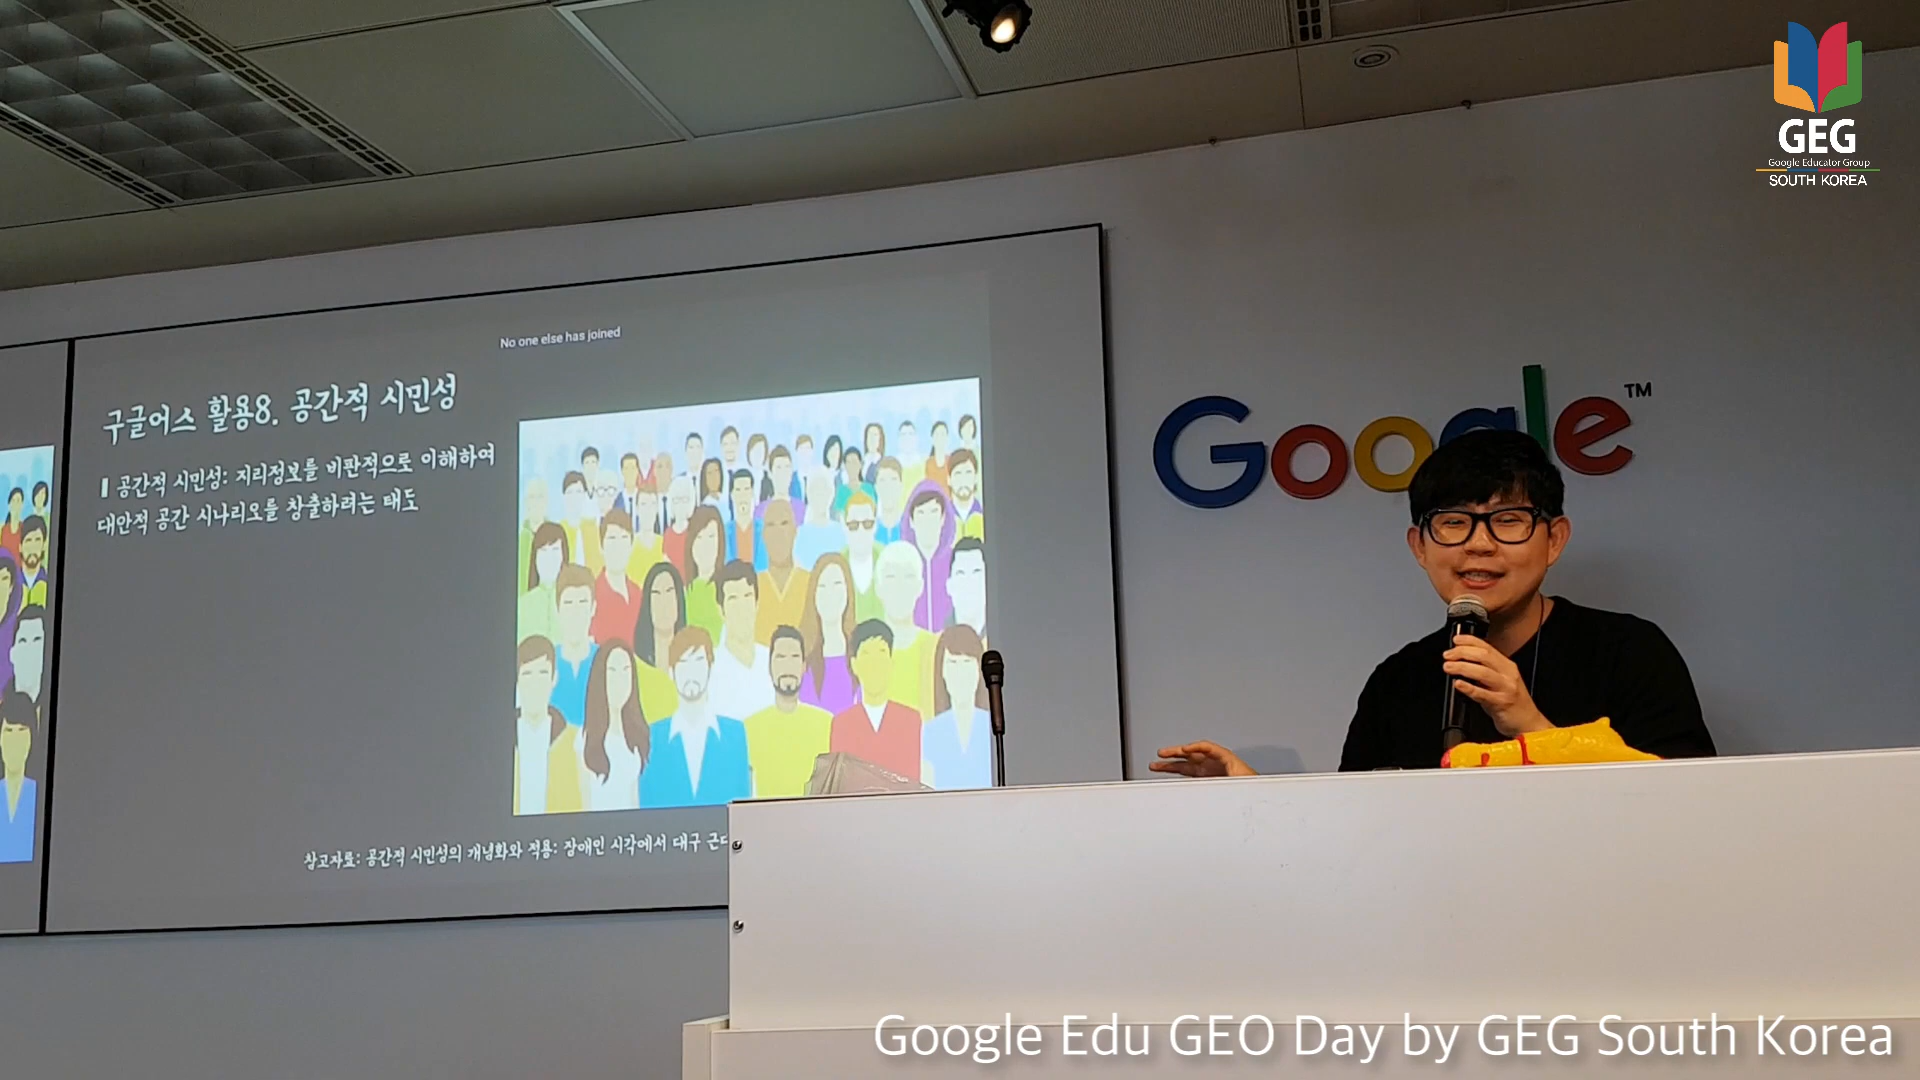 GEG
Google Educator Group
SOUTH KOREA
No one else has joined
구글어스 활용8. 공간적 시민성
공간적 시민성: 지리정보를 비판적으로 이해하여
대안적 공간 시나리오를 창출하려는 태도
참고자료: 공간적 시민성의 개념화와 적용: 장애인 시각에서 대구
Google™
Google Edu GEO Day by GEG South Korea